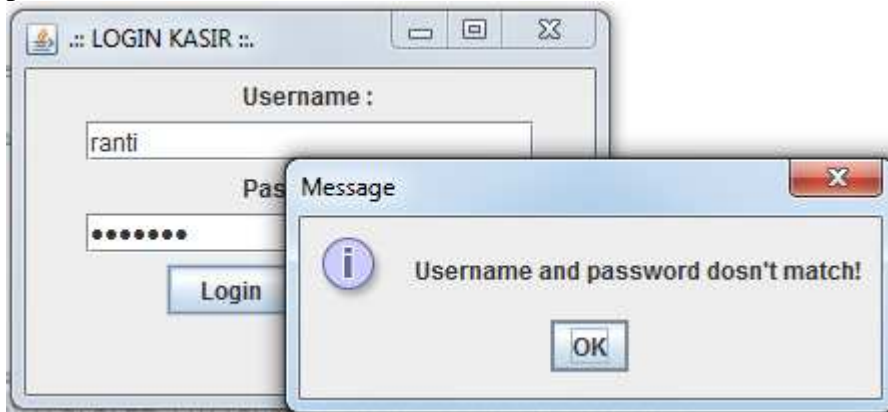 .:: LOGIN KASIR ::.
Username :
ranti
Pas
Login
Message
Username and password dosn't match!
OK